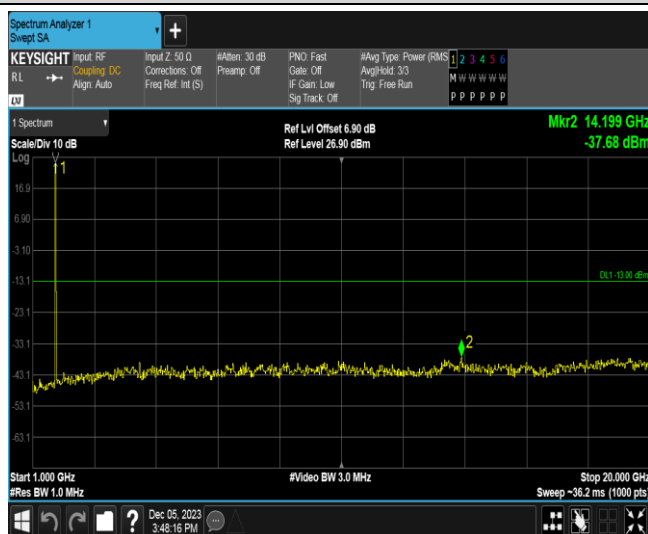 Spectrum Analyzer 1
Swept SA
+
KEYSIGHT Input: RF Input Z: 50 Ω #Atten: 30 dB PNO: Fast #Avg Type: Power (RMS 1 2 3 4 5 6
RL Coupling: DC Corrections: Off Preamp: Off Gate: Off Avg|Hold: 3/3 M W W W W W
Align: Auto Freq Ref: Int (S) IF Gain: Low Trig: Free Run
LXI Sig Track: Off P P P P P P
1 Spectrum Ref Lvl Offset 6.90 dB Mkr2 14.199 GHz
Scale/Div 10 dB Ref Level 26.90 dBm -37.68 dBm
Log
1
16.9
6.90
-3.10
-13.1 DL1 -13.00 dBm
-23.1
-33.1
2
-43.1
-53.1
-63.1
Start 1.000 GHz #Video BW 3.0 MHz Stop 20.000 GHz
#Res BW 1.0 MHz Sweep ~36.2 ms (1000 pts)
? Dec 05, 2023
3:48:16 PM